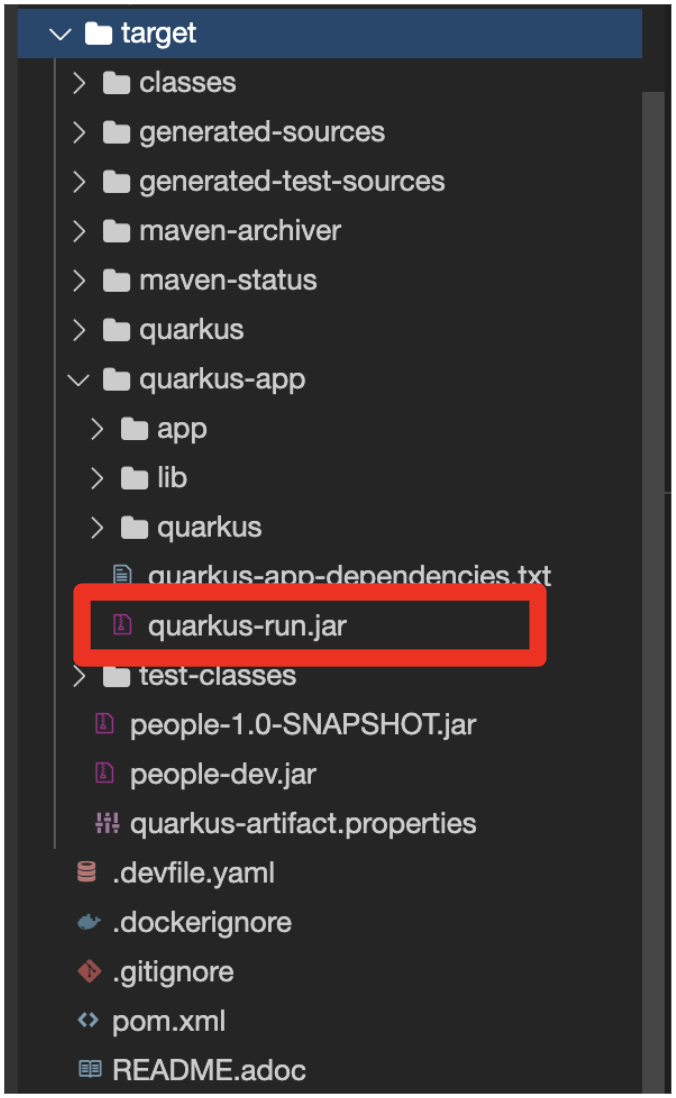 target
classes
generated-sources
generated-test-sources
maven-archiver
maven-status
quarkus
quarkus-app
app
lib
quarkus
quarkus-app-dependencies.txt
quarkus-run.jar
test-classes
people-1.0-SNAPSHOT.jar
people-dev.jar
quarkus-artifact.properties
.devfile.yaml
.dockerignore
.gitignore
pom.xml
README.adoc